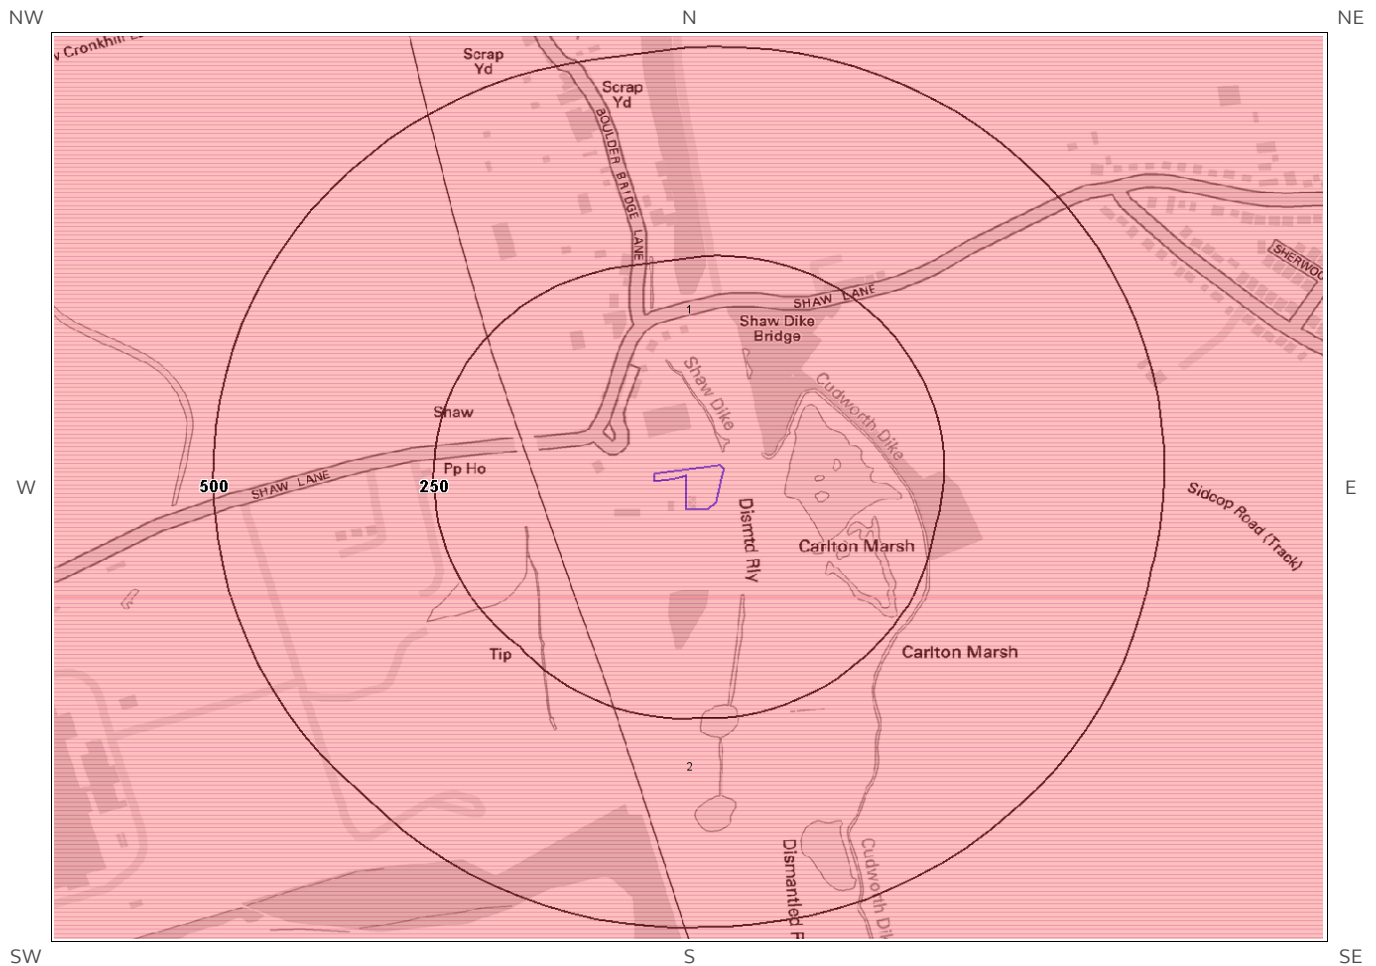 NW
N
NE
w Cronkhill L
Scrap
Yd
Scrap
Yd
BOULDER BRIDGE LANE
SHERWOO
SHAW LANE
1
Shaw Dike
Bridge
Shaw Dike
Cudworth Dike
Shaw
Pp Ho
W
500
SHAW LANE
250
E
Sidcop Road (Track)
Dismtd Rly
Carlton Marsh
Tip
Carlton Marsh
2
Dismantled R
Cudworth Dik
SW
S
SE